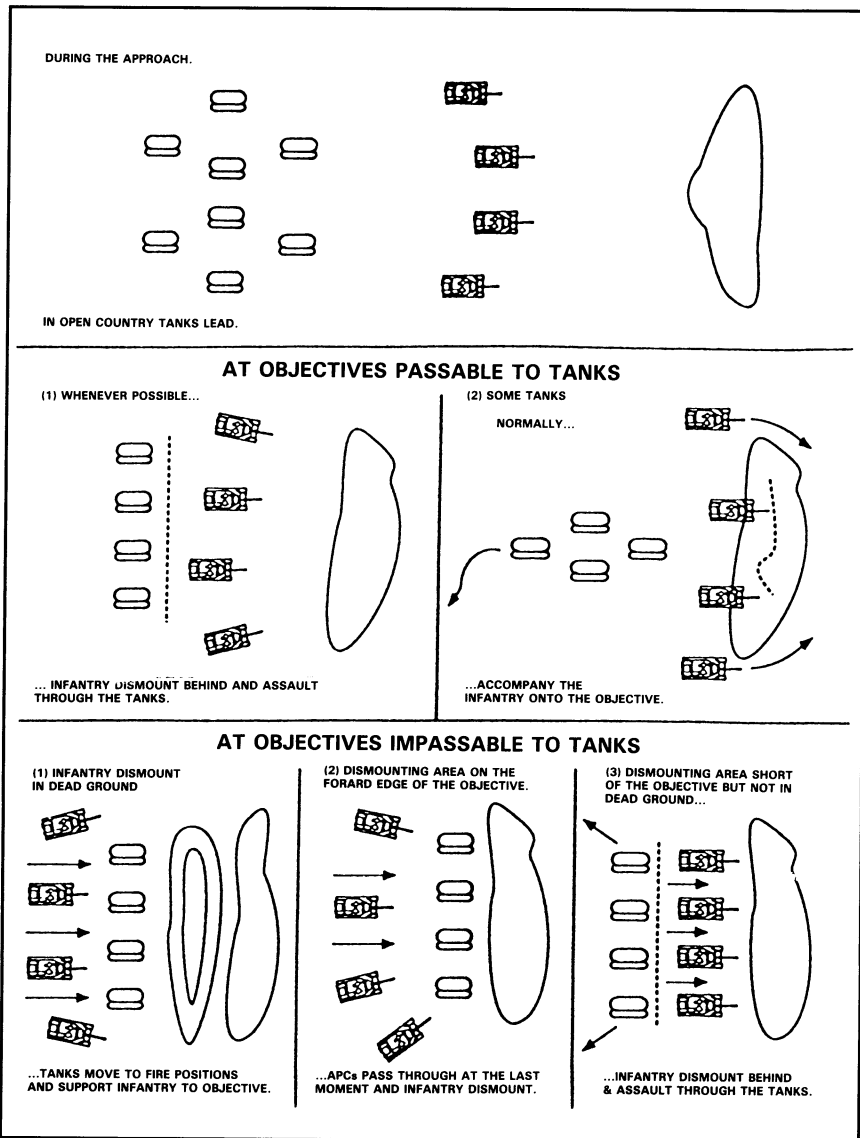 DURING THE APPROACH.
IN OPEN COUNTRY TANKS LEAD.
AT OBJECTIVES PASSABLE TO TANKS
(1) WHENEVER POSSIBLE...
... INFANTRY DISMOUNT BEHIND AND ASSAULT
THROUGH THE TANKS.
(2) SOME TANKS
NORMALLY...
...ACCOMPANY THE
INFANTRY ONTO THE OBJECTIVE.
AT OBJECTIVES IMPASSABLE TO TANKS
(1) INFANTRY DISMOUNT
IN DEAD GROUND
...TANKS MOVE TO FIRE POSITIONS
AND SUPPORT INFANTRY TO OBJECTIVE.
(2) DISMOUNTING AREA ON THE
FORARD EDGE OF THE OBJECTIVE.
...APCs PASS THROUGH AT THE LAST
MOMENT AND INFANTRY DISMOUNT.
(3) DISMOUNTING AREA SHORT
OF THE OBJECTIVE BUT NOT IN
DEAD GROUND...
...INFANTRY DISMOUNT BEHIND
& ASSAULT THROUGH THE TANKS.